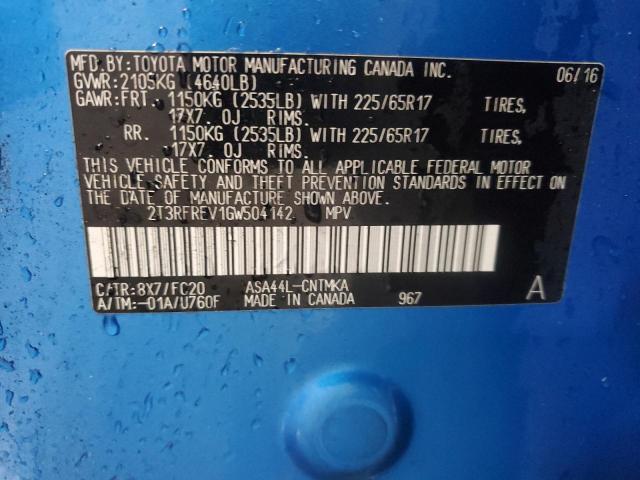 MFD BY: TOYOTA MOTOR MANUFACTURING CANADA INC. 06/16
GVWR: 2105KG (4640LB)
GAWR: FRT. 1150KG (2535LB) WITH 225/65R17 TIRES,
17X7.0J RIMS.
RR. 1150KG (2535LB) WITH 225/65R17 TIRES,
17X7.0J RIMS.
THIS VEHICLE CONFORMS TO ALL APPLICABLE FEDERAL MOTOR
VEHICLE SAFETY AND THEFT PREVENTION STANDARDS IN EFFECT ON
THE DATE OF MANUFACTURE SHOWN ABOVE.
2T3RFREV1GW504142 MPV
C/TR: 8X7/FC20 ASA44L-CNTMKA A
A/TM: -01A/U760F MADE IN CANADA 967